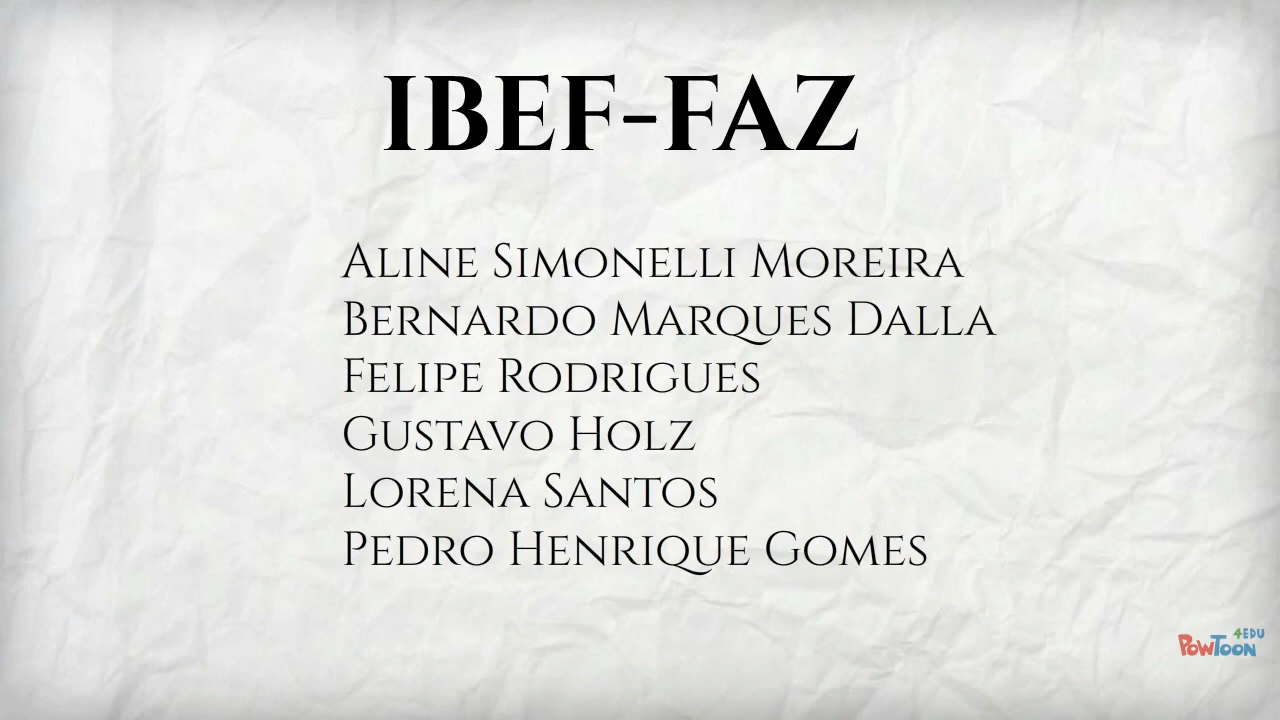 IBEF-FAZ
Aline Simonelli Moreira
Bernardo Marques Dalla
Felipe Rodrigues
Gustavo Holz
Lorena Santos
Pedro Henrique Gomes
4EDU
PowToon